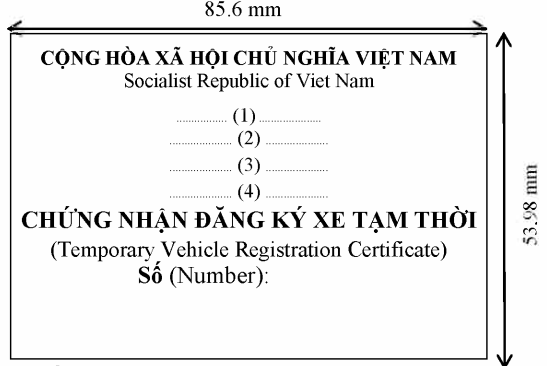 85.6 mm
CỘNG HÒA XÃ HỘI CHỦ NGHĨA VIỆT NAM
Socialist Republic of Viet Nam
................ (1) ....................
.................... (2) ....................
.................... (3) ....................
.................... (4) ....................
CHỨNG NHẬN ĐĂNG KÝ XE TẠM THỜI
(Temporary Vehicle Registration Certificate)
Số (Number):
53.98 mm